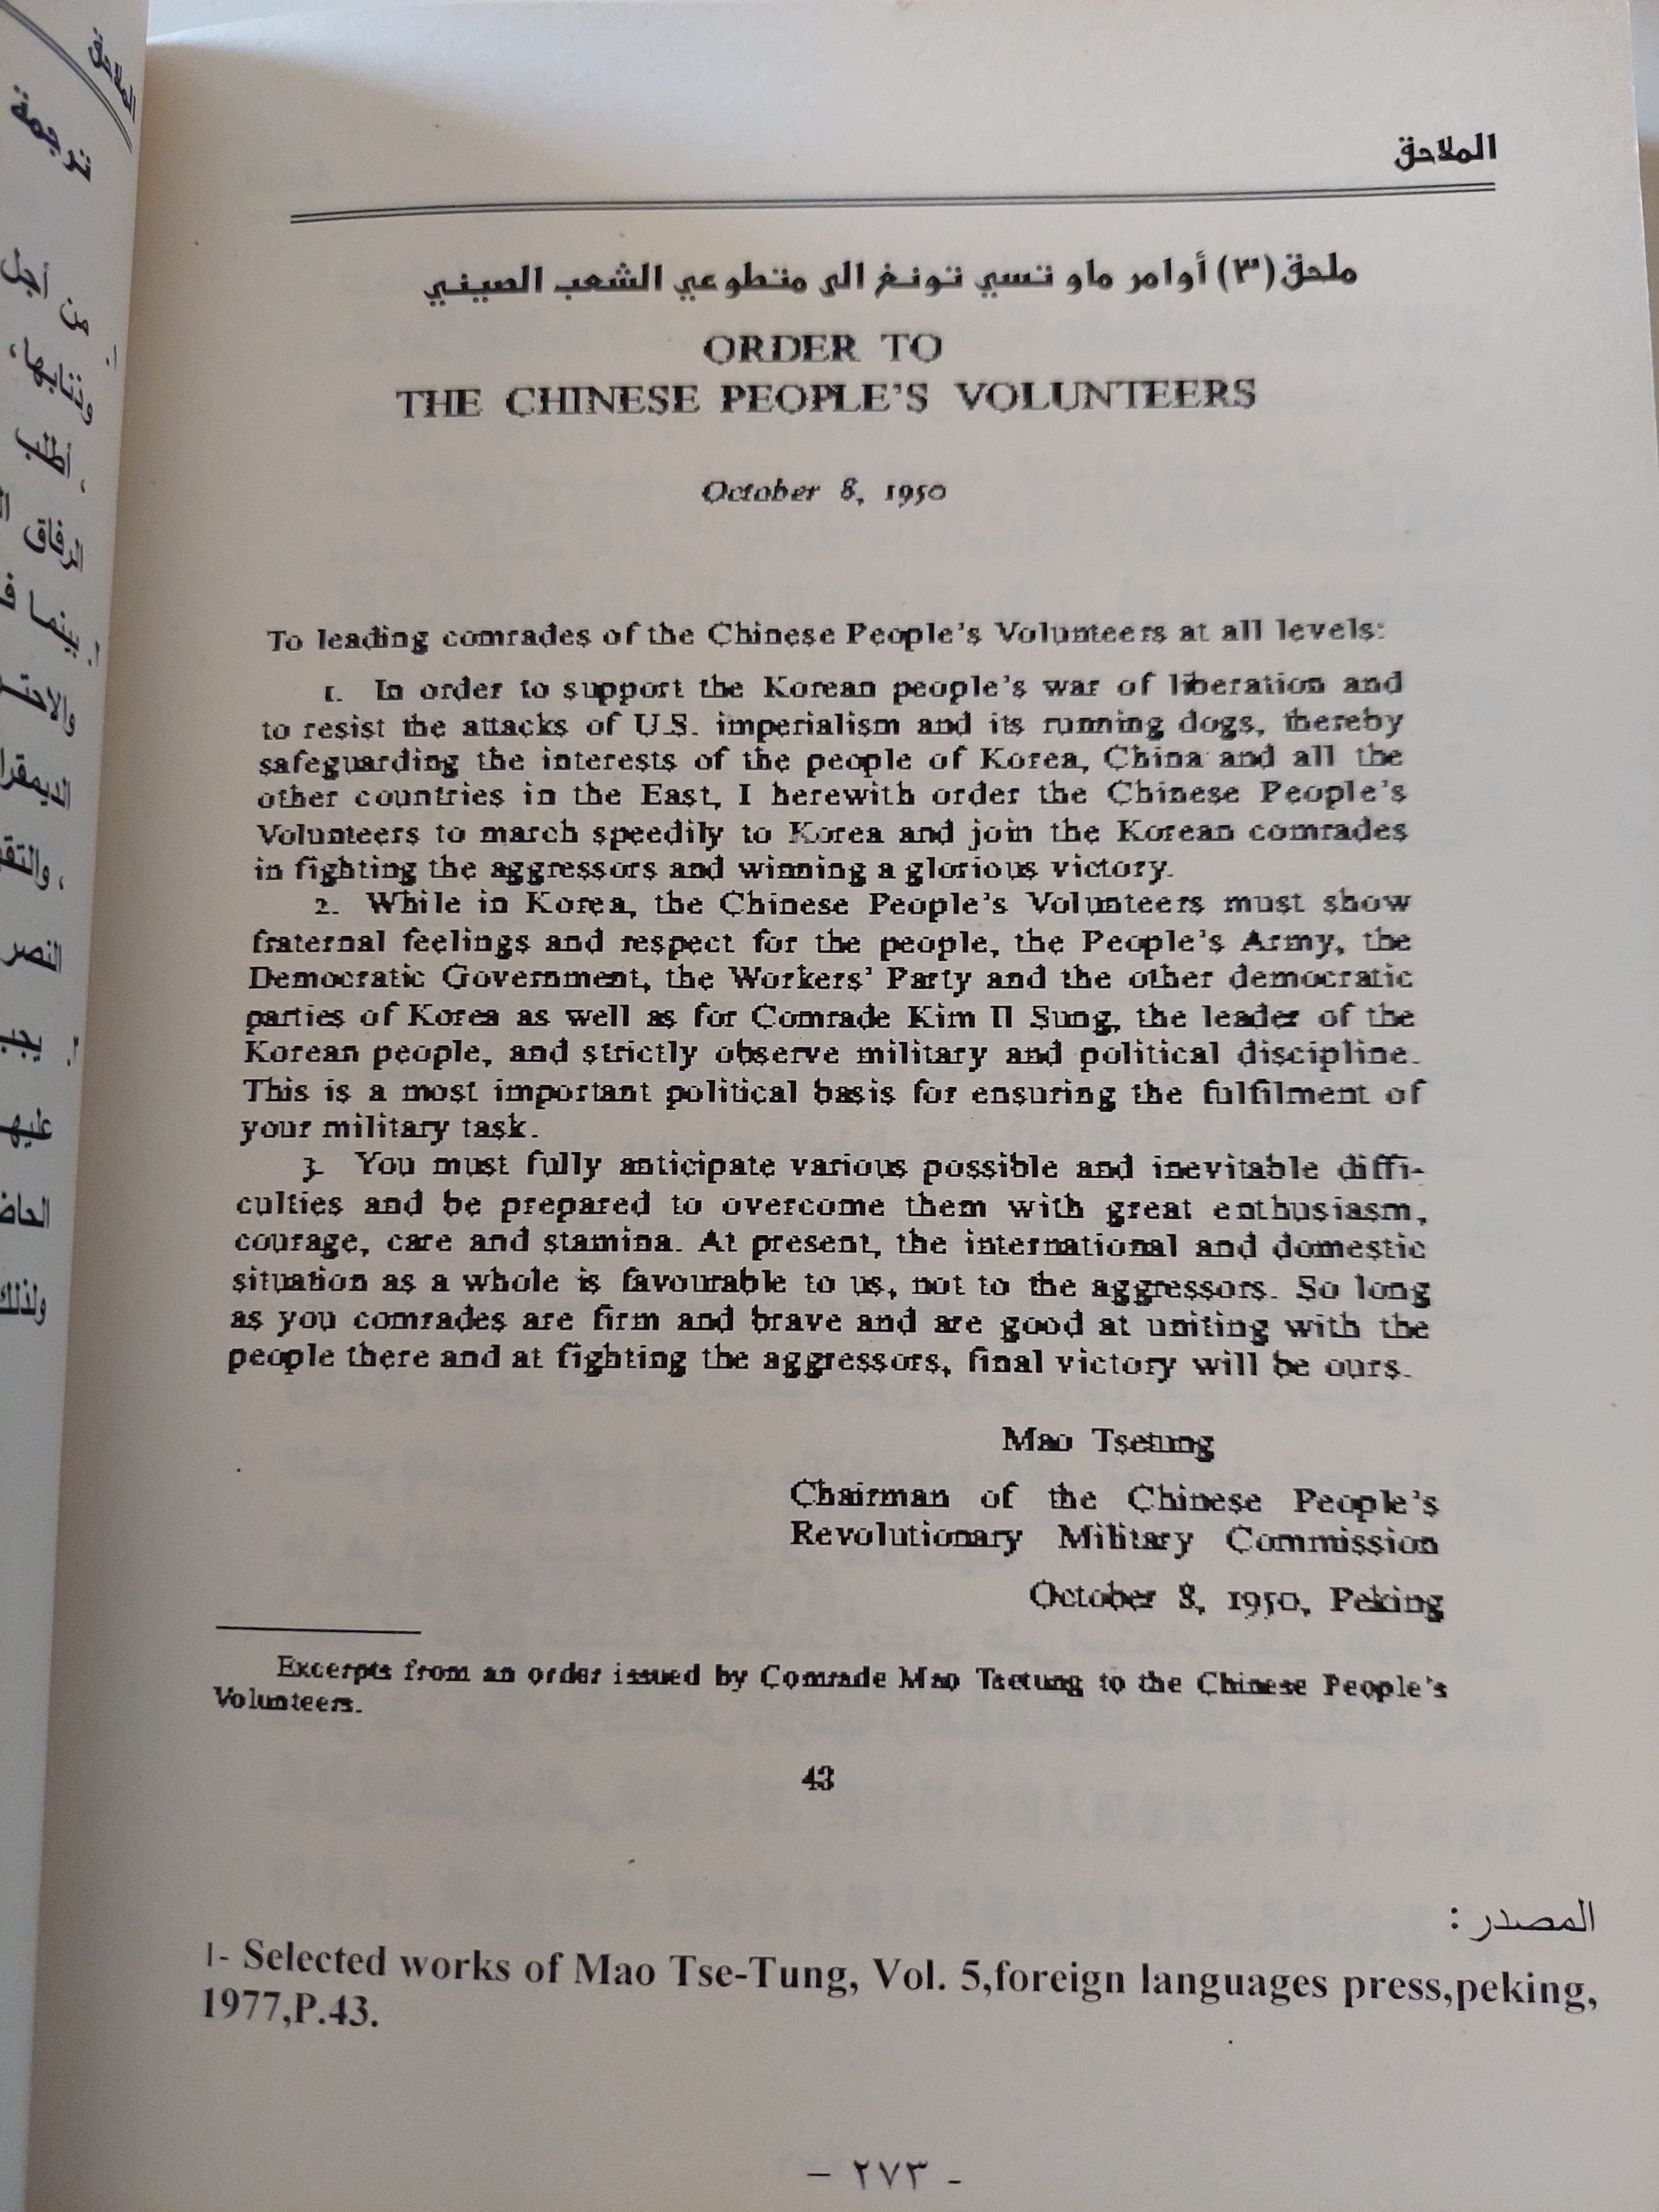 الملاحق
ملحق (٣) أوامر ماو تسي تونغ الى متطوعي الشعب الصيني
ORDER TO
THE CHINESE PEOPLE'S VOLUNTEERS
October 8, 1950
To leading comrades of the Chinese People's Volunteers at all levels:
1. In order to support the Korean people's war of liberation and
to resist the attacks of U.S. imperialism and its running dogs, thereby
safeguarding the interests of the people of Korea, China and all the
other countries in the East, I herewith order the Chinese People's
Volunteers to march speedily to Korea and join the Korean comrades
in fighting the aggressors and winning a glorious victory.
2. While in Korea, the Chinese People's Volunteers must show
fraternal feelings and respect for the people, the People's Army, the
Democratic Government, the Workers' Party and the other democratic
parties of Korea as well as for Comrade Kim Il Sung, the leader of the
Korean people, and strictly observe military and political discipline.
This is a most important political basis for ensuring the fulfilment of
your military task.
3. You must fully anticipate various possible and inevitable diffi-
culties and be prepared to overcome them with great enthusiasm,
courage, care and stamina. At present, the international and domestic
situation as a whole is favourable to us, not to the aggressors. So long
as you comrades are firm and brave and are good at uniting with the
people there and at fighting the aggressors, final victory will be ours.
Mao Tsetung
Chairman of the Chinese People's
Revolutionary Military Commission
October 8, 1950, Peking
Excerpts from an order issued by Comrade Mao Tsetung to the Chinese People's
Volunteers.
43
المصدر :
1- Selected works of Mao Tse-Tung, Vol. 5,foreign languages press,peking,
1977,P.43.
- ٢٧٣ -
الملاحق
ترجمة
من أجل
وذنابها،
أطلب
الرفاق
بينما
النصر
يجب
عليه
ولذلك